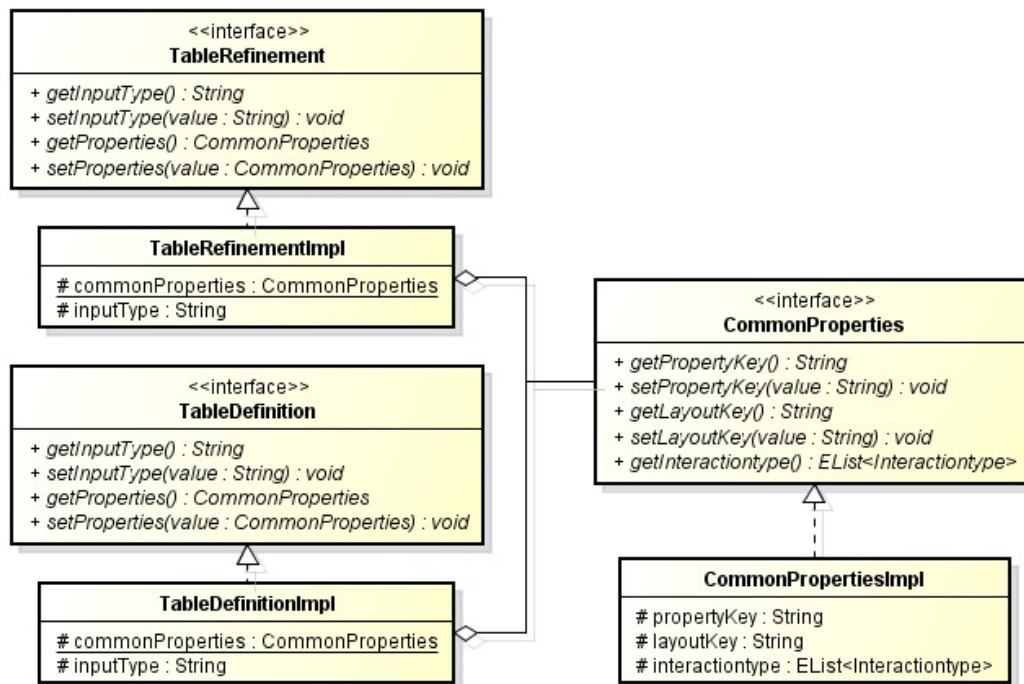 <<interface>>
TableRefinement
+ getInputType() : String
+ setInputType(value : String) : void
+ getProperties() : CommonProperties
+ setProperties(value : CommonProperties) : void
TableRefinementImpl
# commonProperties : CommonProperties
# inputType : String
<<interface>>
TableDefinition
+ getInputType() : String
+ setInputType(value : String) : void
+ getProperties() : CommonProperties
+ setProperties(value : CommonProperties) : void
TableDefinitionImpl
# commonProperties : CommonProperties
# inputType : String
<<interface>>
CommonProperties
+ getPropertyKey() : String
+ setPropertyKey(value : String) : void
+ getLayoutKey() : String
+ setLayoutKey(value : String) : void
+ getInteractiontype() : EList<Interactiontype>
CommonPropertiesImpl
# propertyKey : String
# layoutKey : String
# interactiontype : EList<Interactiontype>